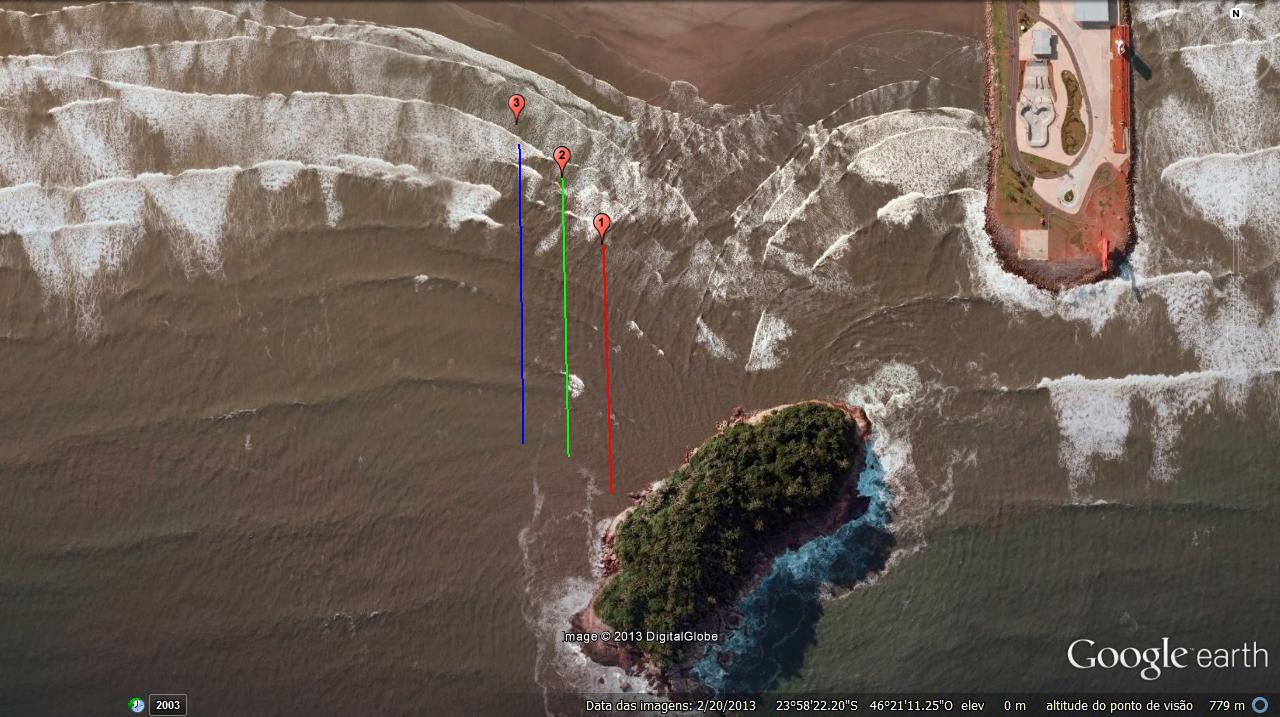 N
3
2
1
Image © 2013 DigitalGlobe
Google earth
2003
Data das imagens: 2/20/2013 23°58'22.20"S 46°21'11.25"O elev 0 m altitude do ponto de visão 779 m